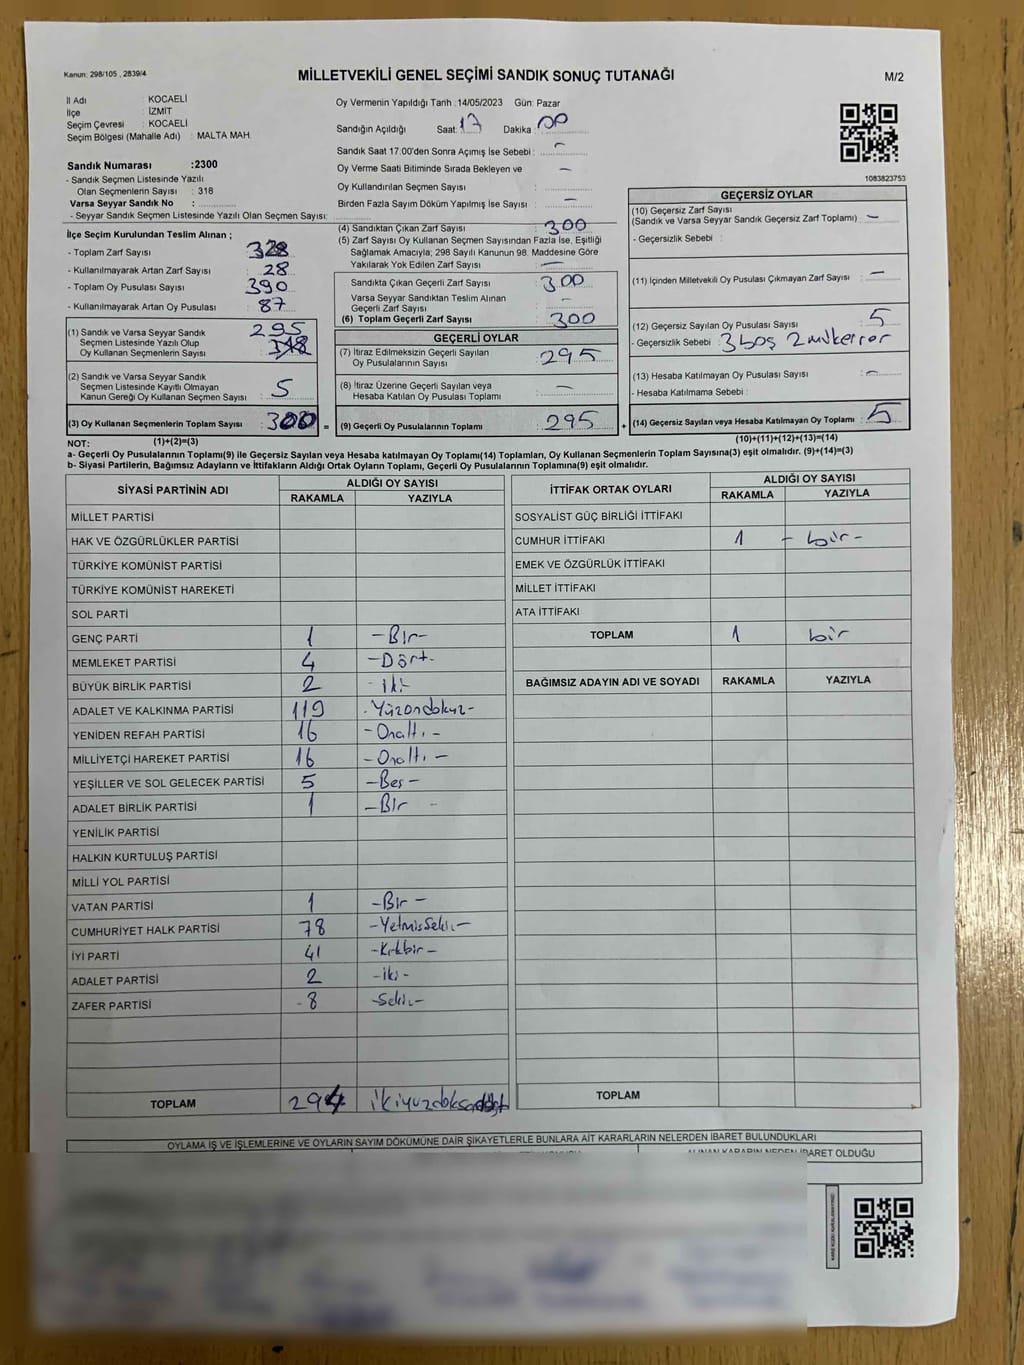 Kanun: 298/105 , 2839/4
MİLLETVEKİLİ GENEL SEÇİMİ SANDIK SONUÇ TUTANAĞI
M/2
İl Adı : KOCAELİ
İlçe : İZMİT
Seçim Çevresi : KOCAELİ
Seçim Bölgesi (Mahalle Adı) : MALTA MAH.
Sandık Numarası :2300
- Sandık Seçmen Listesinde Yazılı
Olan Seçmenlerin Sayısı : 318
Varsa Seyyar Sandık No :
- Seyyar Sandık Seçmen Listesinde Yazılı Olan Seçmen Sayısı:
Oy Vermenin Yapıldığı Tarih :14/05/2023 Gün: Pazar
Sandığın Açıldığı Saat: 17 Dakika : 00
Sandık Saat 17.00'den Sonra Açımış İse Sebebi : -
Oy Verme Saati Bitiminde Sırada Bekleyen ve -
Oy Kullandırılan Seçmen Sayısı :
Birden Fazla Sayım Döküm Yapılmış İse Sayısı : -
1083823753
İlçe Seçim Kurulundan Teslim Alınan ;
- Toplam Zarf Sayısı : 328
- Kullanılmayarak Artan Zarf Sayısı : 28
- Toplam Oy Pusulası Sayısı : 390
- Kullanılmayarak Artan Oy Pusulası : 87
(1) Sandık ve Varsa Seyyar Sandık 295
Seçmen Listesinde Yazılı Olup
Oy Kullanan Seçmenlerin Sayısı : 318
(2) Sandık ve Varsa Seyyar Sandık
Seçmen Listesinde Kayıtlı Olmayan
Kanun Gereği Oy Kullanan Seçmen Sayısı : 5
(3) Oy Kullanan Seçmenlerin Toplam Sayısı : 300 =
(4) Sandıktan Çıkan Zarf Sayısı : 300
(5) Zarf Sayısı Oy Kullanan Seçmen Sayısından Fazla İse, Eşitliği
Sağlamak Amacıyla; 298 Sayılı Kanunun 98. Maddesine Göre
Yakılarak Yok Edilen Zarf Sayısı : -
Sandıkta Çıkan Geçerli Zarf Sayısı : 300
Varsa Seyyar Sandıktan Teslim Alınan -
Geçerli Zarf Sayısı :
(6) Toplam Geçerli Zarf Sayısı : 300
GEÇERLİ OYLAR
(7) İtiraz Edilmeksizin Geçerli Sayılan
Oy Pusulalarının Sayısı : 295
(8) İtiraz Üzerine Geçerli Sayılan veya -
Hesaba Katılan Oy Pusulası Toplamı :
(9) Geçerli Oy Pusulalarının Toplamı : 295 +
GEÇERSİZ OYLAR
(10) Geçersiz Zarf Sayısı
(Sandık ve Varsa Seyyar Sandık Geçersiz Zarf Toplamı) : -
- Geçersizlik Sebebi :
(11) İçinden Milletvekili Oy Pusulası Çıkmayan Zarf Sayısı : -
(12) Geçersiz Sayılan Oy Pusulası Sayısı : 5
- Geçersizlik Sebebi : 3 boş 2 mükerrer
(13) Hesaba Katılmayan Oy Pusulası Sayısı : -
- Hesaba Katılmama Sebebi :
(14) Geçersiz Sayılan veya Hesaba Katılmayan Oy Toplamı : 5
NOT: (1)+(2)=(3)
(10)+(11)+(12)+(13)=(14)
a- Geçerli Oy Pusulalarının Toplamı(9) ile Geçersiz Sayılan veya Hesaba katılmayan Oy Toplamı(14) Toplamları, Oy Kullanan Seçmenlerin Toplam Sayısına(3) eşit olmalıdır. (9)+(14)=(3)
b- Siyasi Partilerin, Bağımsız Adayların ve İttifakların Aldığı Ortak Oyların Toplamı, Geçerli Oy Pusulalarının Toplamına(9) eşit olmalıdır.
SİYASİ PARTİNİN ADI
ALDIĞI OY SAYISI
RAKAMLA YAZIYLA
MİLLET PARTİSİ
HAK VE ÖZGÜRLÜKLER PARTİSİ
TÜRKİYE KOMÜNİST PARTİSİ
TÜRKİYE KOMÜNİST HAREKETİ
SOL PARTİ
GENÇ PARTİ 1 -Bir-
MEMLEKET PARTİSİ 4 -Dört-
BÜYÜK BİRLİK PARTİSİ 2 -iki-
ADALET VE KALKINMA PARTİSİ 119 -Yüzondokuz-
YENİDEN REFAH PARTİSİ 16 -Onaltı-
MİLLİYETÇİ HAREKET PARTİSİ 16 -Onaltı-
YEŞİLLER VE SOL GELECEK PARTİSİ 5 -Beş-
ADALET BİRLİK PARTİSİ 1 -Bir-
YENİLİK PARTİSİ
HALKIN KURTULUŞ PARTİSİ
MİLLİ YOL PARTİSİ
VATAN PARTİSİ 1 -Bir-
CUMHURİYET HALK PARTİSİ 78 -Yetmişsekiz-
İYİ PARTİ 41 -Kırkbir-
ADALET PARTİSİ 2 -iki-
ZAFER PARTİSİ -8 -Sekiz-
TOPLAM 294
İTTİFAK ORTAK OYLARI
ALDIĞI OY SAYISI
RAKAMLA YAZIYLA
SOSYALİST GÜÇ BİRLİĞİ İTTİFAKI
CUMHUR İTTİFAKI 1 - bir -
EMEK VE ÖZGÜRLÜK İTTİFAKI
MİLLET İTTİFAKI
ATA İTTİFAKI
TOPLAM 1 bir
BAĞIMSIZ ADAYIN ADI VE SOYADI RAKAMLA YAZIYLA
TOPLAM
OYLAMA İŞ VE İŞLEMLERİNE VE OYLARIN SAYIM DÖKÜMÜNE DAİR ŞİKAYETLERLE BUNLARA AİT KARARLARIN NELERDEN İBARET BULUNDUKLARI
ALINAN KARARIN NEDEN İBARET OLDUĞU